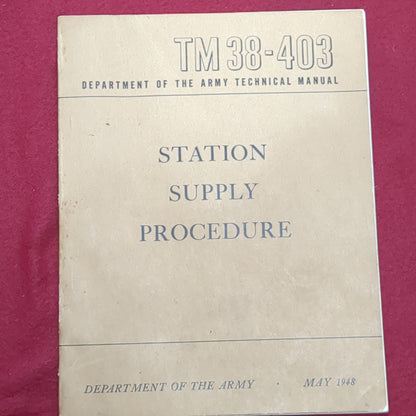 TM 38-403
DEPARTMENT OF THE ARMY TECHNICAL MANUAL
STATION
SUPPLY
PROCEDURE
DEPARTMENT OF THE ARMY · MAY 1948